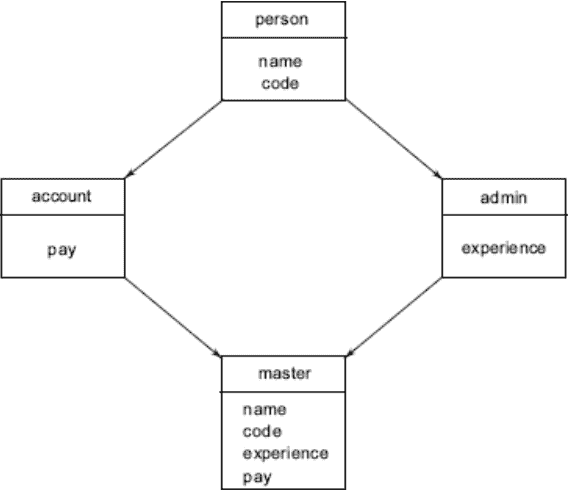 person
name
code
account
pay
admin
experience
master
name
code
experience
pay